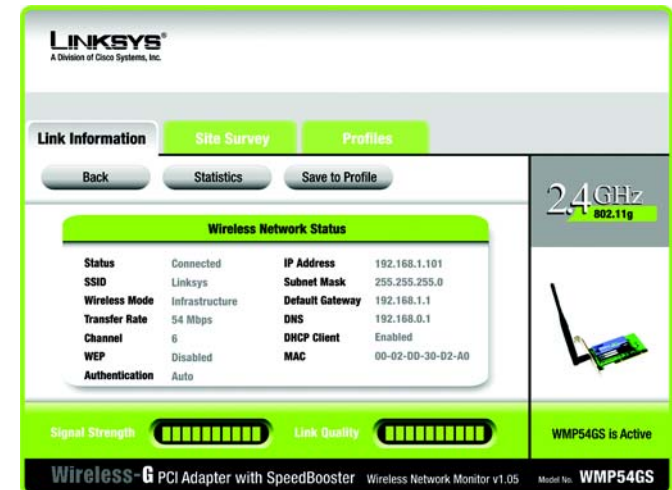 LINKSYS®
A Division of Cisco Systems, Inc.
Link Information Site Survey Profiles
Back Statistics Save to Profile
2.4GHz
802.11g
Wireless Network Status
Status Connected IP Address 192.168.1.101
SSID Linksys Subnet Mask 255.255.255.0
Wireless Mode Infrastructure Default Gateway 192.168.1.1
Transfer Rate 54 Mbps DNS 192.168.0.1
Channel 6 DHCP Client Enabled
WEP Disabled MAC 00-02-DD-30-D2-A0
Authentication Auto
Signal Strength Link Quality WMP54GS is Active
Wireless-G PCI Adapter with SpeedBooster Wireless Network Monitor v1.05 Model No. WMP54GS